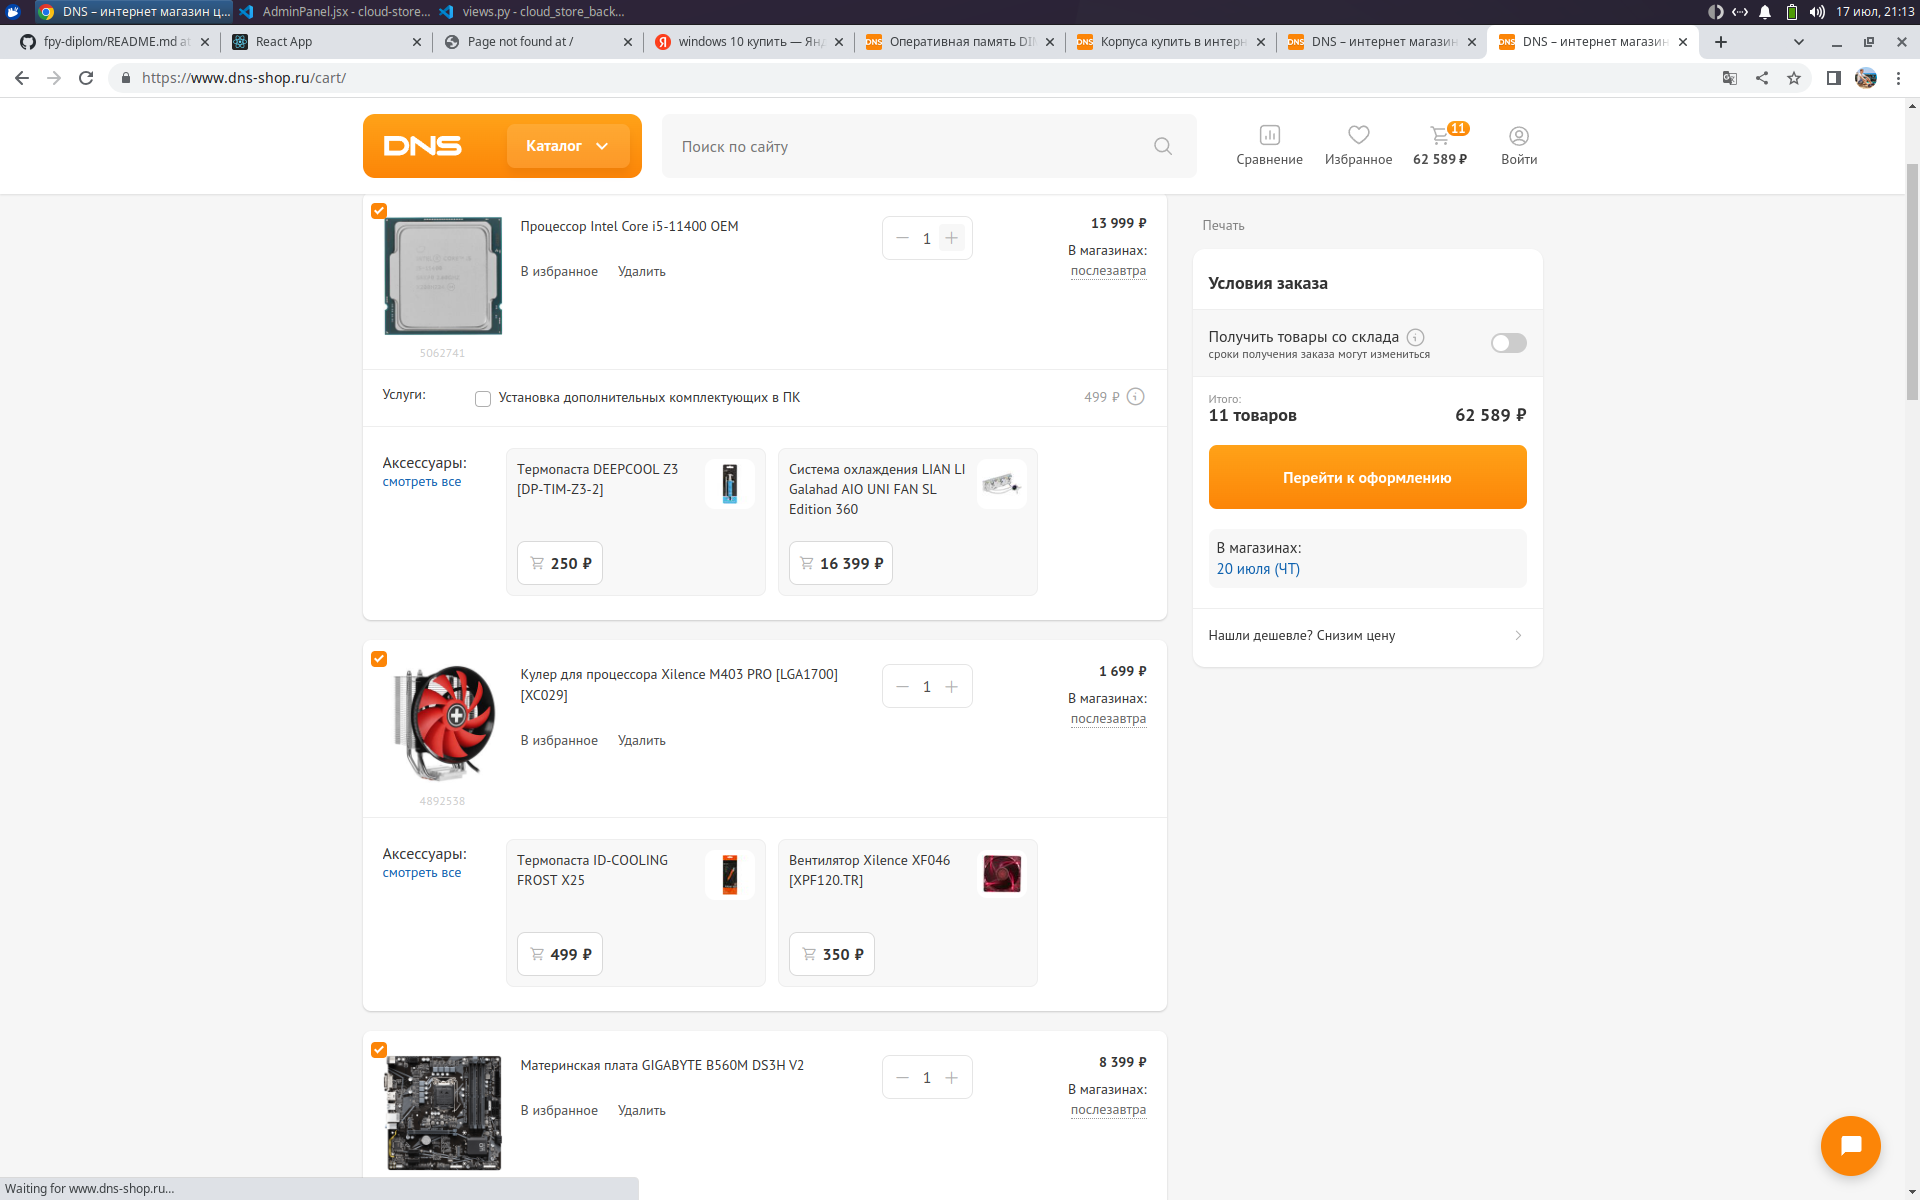 DNS – интернет магазин ц...
AdminPanel.jsx - cloud-store...
views.py - cloud_store_back...
17 июл, 21:13
fpy-diplom/README.md at
React App
Page not found at /
windows 10 купить — Янд
DNS
Оперативная память DIM
DNS
Корпуса купить в интерн
DNS
DNS – интернет магазин
DNS
DNS – интернет магазин
https://www.dns-shop.ru/cart/
DNS
Каталог
Поиск по сайту
Сравнение
Избранное
11
62 589 ₽
Войти
Процессор Intel Core i5-11400 OEM
1
13 999 ₽
В избранное
Удалить
В магазинах:
послезавтра
5062741
Услуги:
Установка дополнительных комплектующих в ПК
499 ₽
Аксессуары:
смотреть все
Термопаста DEEPCOOL Z3
[DP-TIM-Z3-2]
250 ₽
Система охлаждения LIAN LI
Galahad AIO UNI FAN SL
Edition 360
16 399 ₽
Кулер для процессора Xilence M403 PRO [LGA1700]
[XC029]
1
1 699 ₽
В магазинах:
послезавтра
В избранное
Удалить
4892538
Аксессуары:
смотреть все
Термопаста ID-COOLING
FROST X25
499 ₽
Вентилятор Xilence XF046
[XPF120.TR]
350 ₽
Материнская плата GIGABYTE B560M DS3H V2
1
8 399 ₽
В магазинах:
послезавтра
В избранное
Удалить
Печать
Условия заказа
Получить товары со склада
сроки получения заказа могут измениться
Итого:
11 товаров
62 589 ₽
Перейти к оформлению
В магазинах:
20 июля (ЧТ)
Нашли дешевле? Снизим цену
Waiting for www.dns-shop.ru...